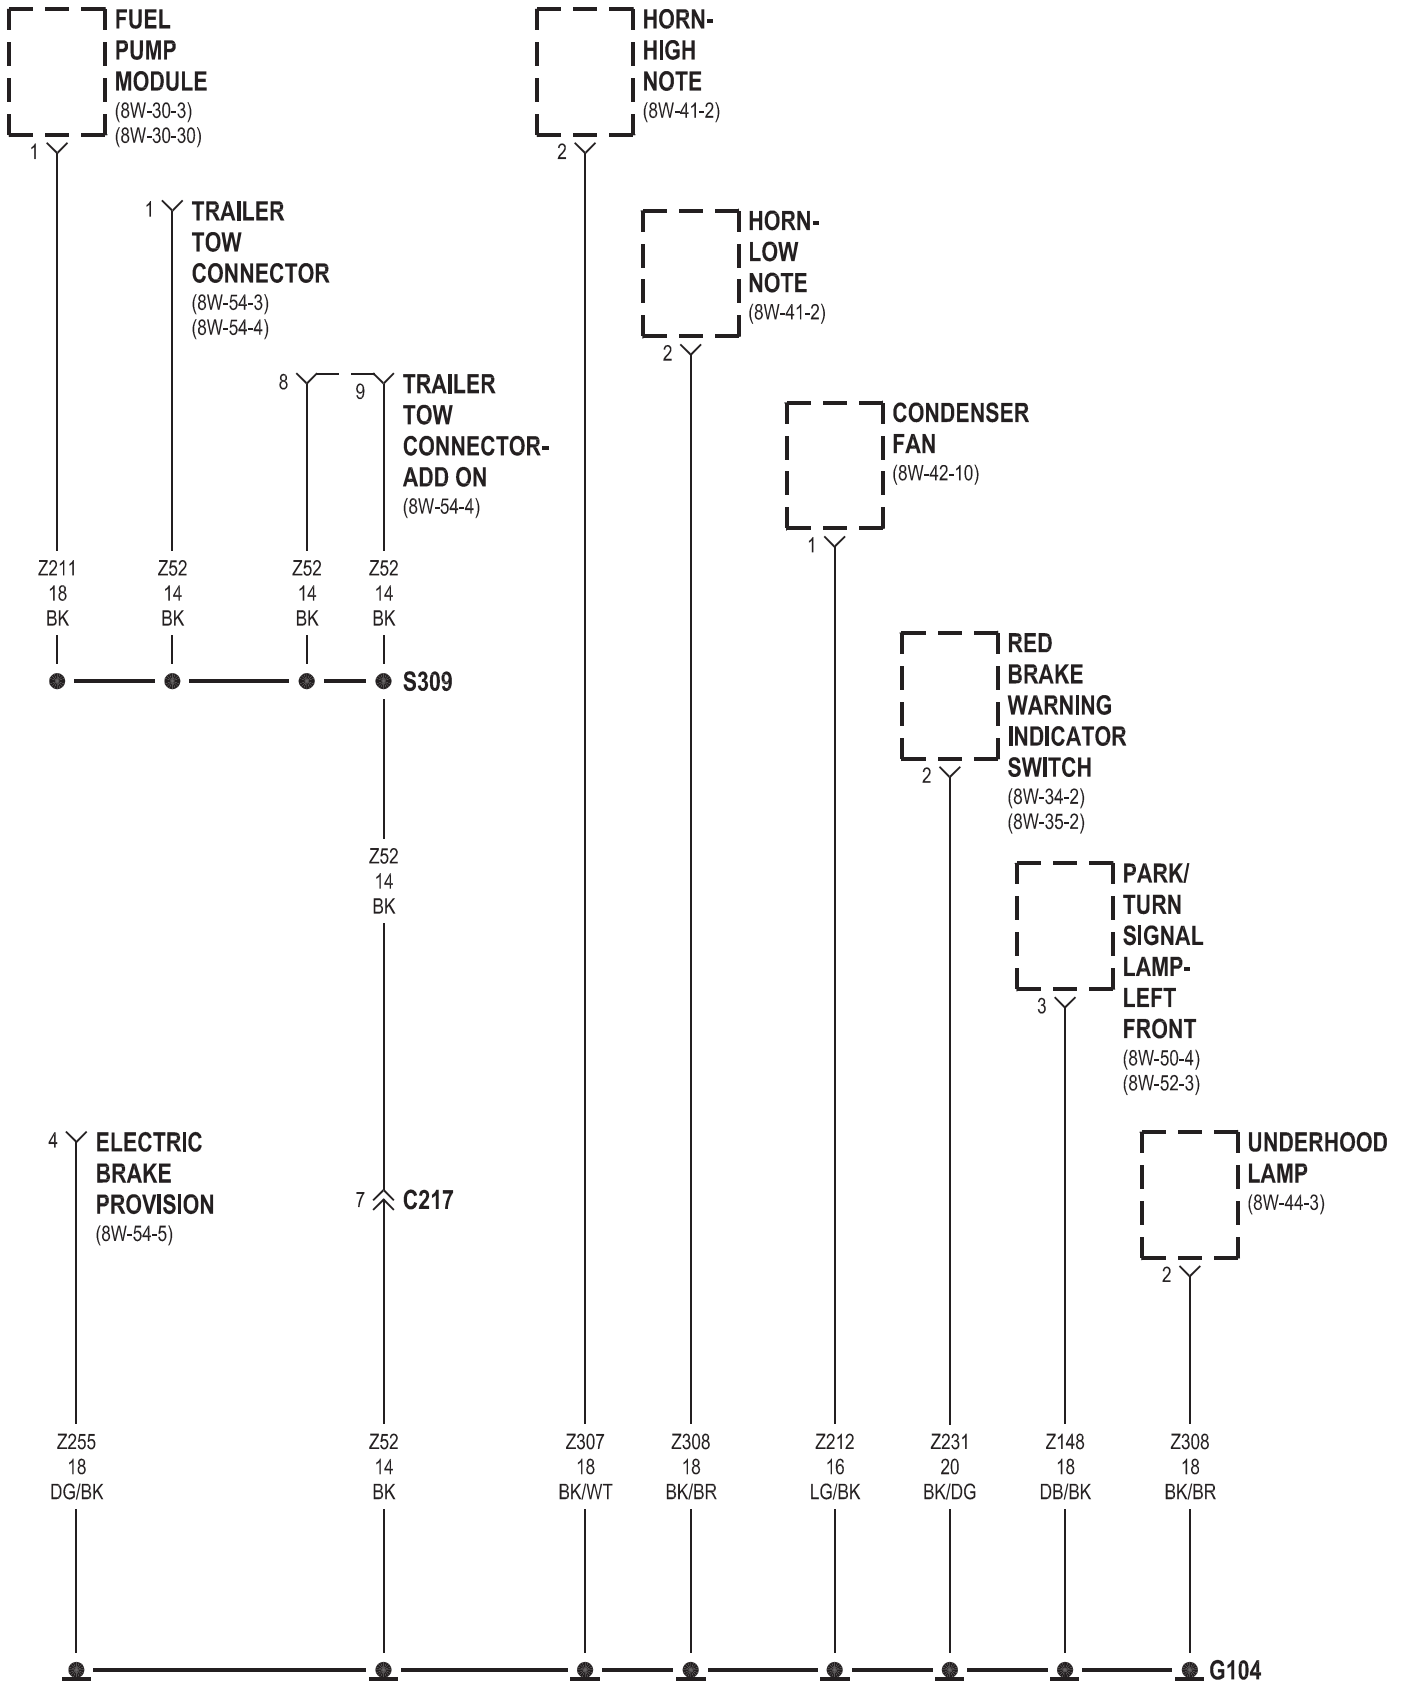 FUEL
PUMP
MODULE
(8W-30-3)
(8W-30-30)
1
HORN-
HIGH
NOTE
(8W-41-2)
2
1
TRAILER
TOW
CONNECTOR
(8W-54-3)
(8W-54-4)
HORN-
LOW
NOTE
(8W-41-2)
2
8
9
TRAILER
TOW
CONNECTOR-
ADD ON
(8W-54-4)
CONDENSER
FAN
(8W-42-10)
1
Z211
18
BK
Z52
14
BK
Z52
14
BK
Z52
14
BK
S309
RED
BRAKE
WARNING
INDICATOR
SWITCH
(8W-34-2)
(8W-35-2)
2
Z52
14
BK
PARK/
TURN
SIGNAL
LAMP-
LEFT
FRONT
(8W-50-4)
(8W-52-3)
3
4
ELECTRIC
BRAKE
PROVISION
(8W-54-5)
7
C217
UNDERHOOD
LAMP
(8W-44-3)
2
Z255
18
DG/BK
Z52
14
BK
Z307
18
BK/WT
Z308
18
BK/BR
Z212
16
LG/BK
Z231
20
BK/DG
Z148
18
DB/BK
Z308
18
BK/BR
G104